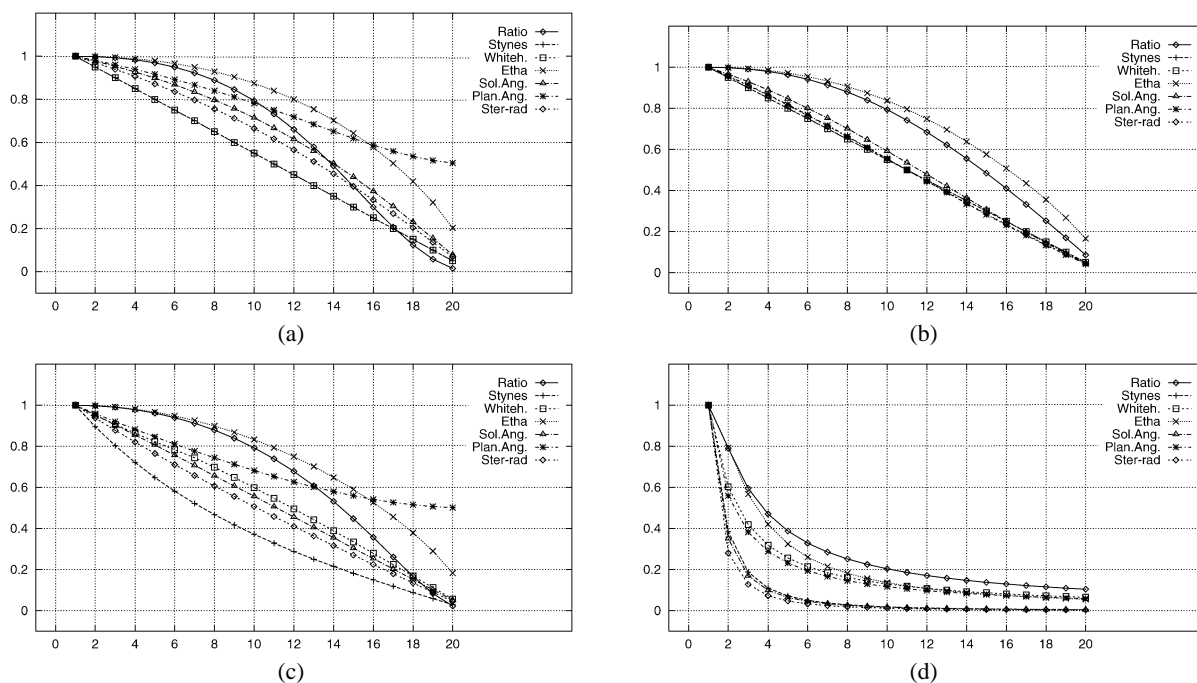 Ratio
Stynes
Whiteh.
Etha
Sol.Ang.
Plan.Ang.
Ster-rad
1
0.8
0.6
0.4
0.2
0
0 2 4 6 8 10 12 14 16 18 20
(a)
Ratio
Stynes
Whiteh.
Etha
Sol.Ang.
Plan.Ang.
Ster-rad
1
0.8
0.6
0.4
0.2
0
0 2 4 6 8 10 12 14 16 18 20
(b)
Ratio
Stynes
Whiteh.
Etha
Sol.Ang.
Plan.Ang.
Ster-rad
1
0.8
0.6
0.4
0.2
0
0 2 4 6 8 10 12 14 16 18 20
(c)
Ratio
Stynes
Whiteh.
Etha
Sol.Ang.
Plan.Ang.
Ster-rad
1
0.8
0.6
0.4
0.2
0
0 2 4 6 8 10 12 14 16 18 20
(d)